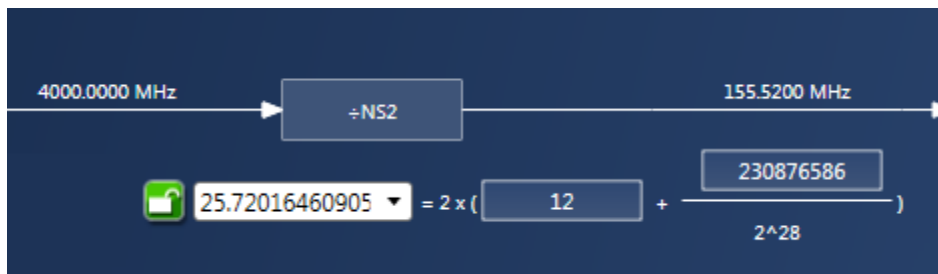 4000.0000 MHz
÷NS2
155.5200 MHz
25.72016460905 = 2 x ( 12 + 230876586 )
2^28